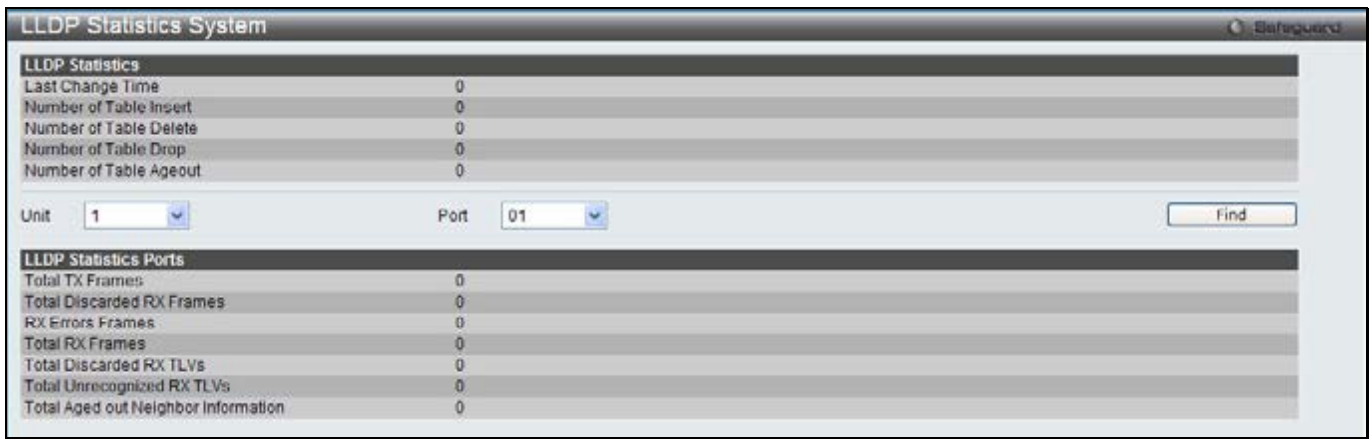 LLDP Statistics System
Safeguard
LLDP Statistics
Last Change Time 0
Number of Table Insert 0
Number of Table Delete 0
Number of Table Drop 0
Number of Table Ageout 0
Unit 1 Port 01 Find
LLDP Statistics Ports
Total TX Frames 0
Total Discarded RX Frames 0
RX Errors Frames 0
Total RX Frames 0
Total Discarded RX TLVs 0
Total Unrecognized RX TLVs 0
Total Aged out Neighbor Information 0